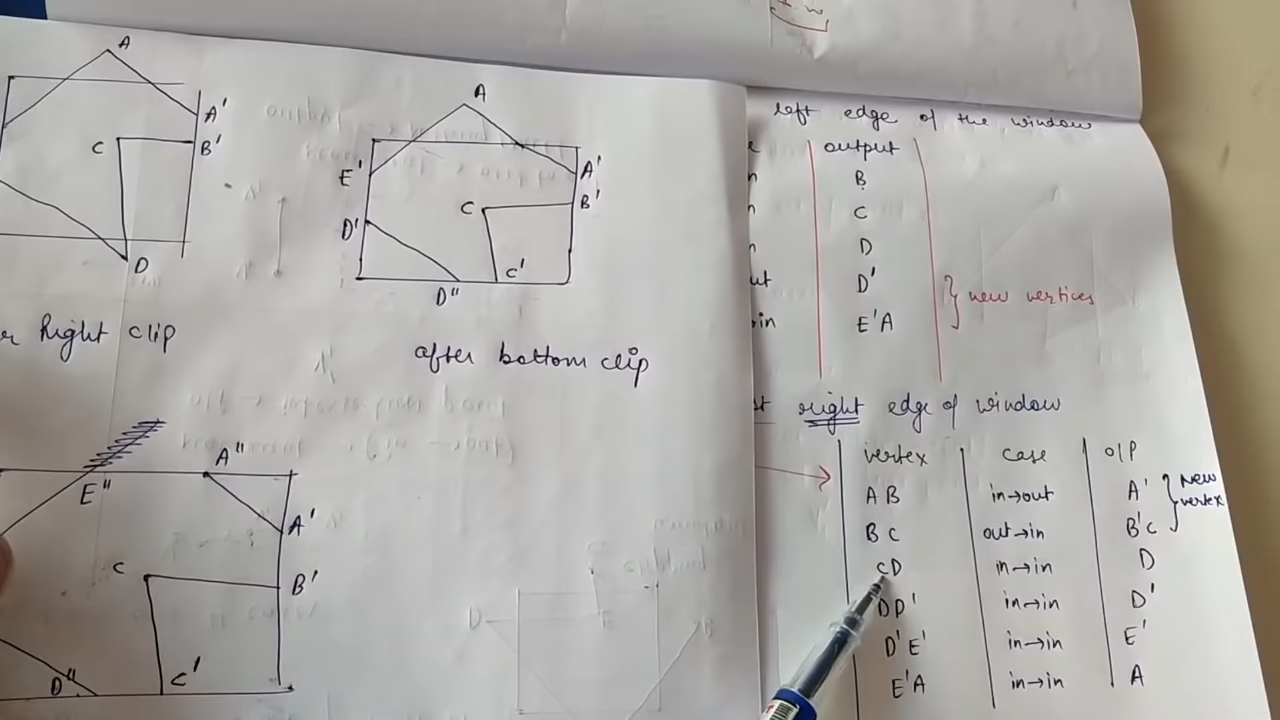 A
A'
C
B'
D
Right clip
A
E'
A'
C
B'
D'
C'
D"
after bottom clip
E"
A"
A'
C
B'
D"
C'
left edge of the window
output
B
C
D
D'
in E'A
new vertices
right edge of window
vertex case O/P
AB in→out A'
BC out→in B'C
New vertex
CD in→in D
DD' in→in D'
D'E' in→in E'
E'A in→in A